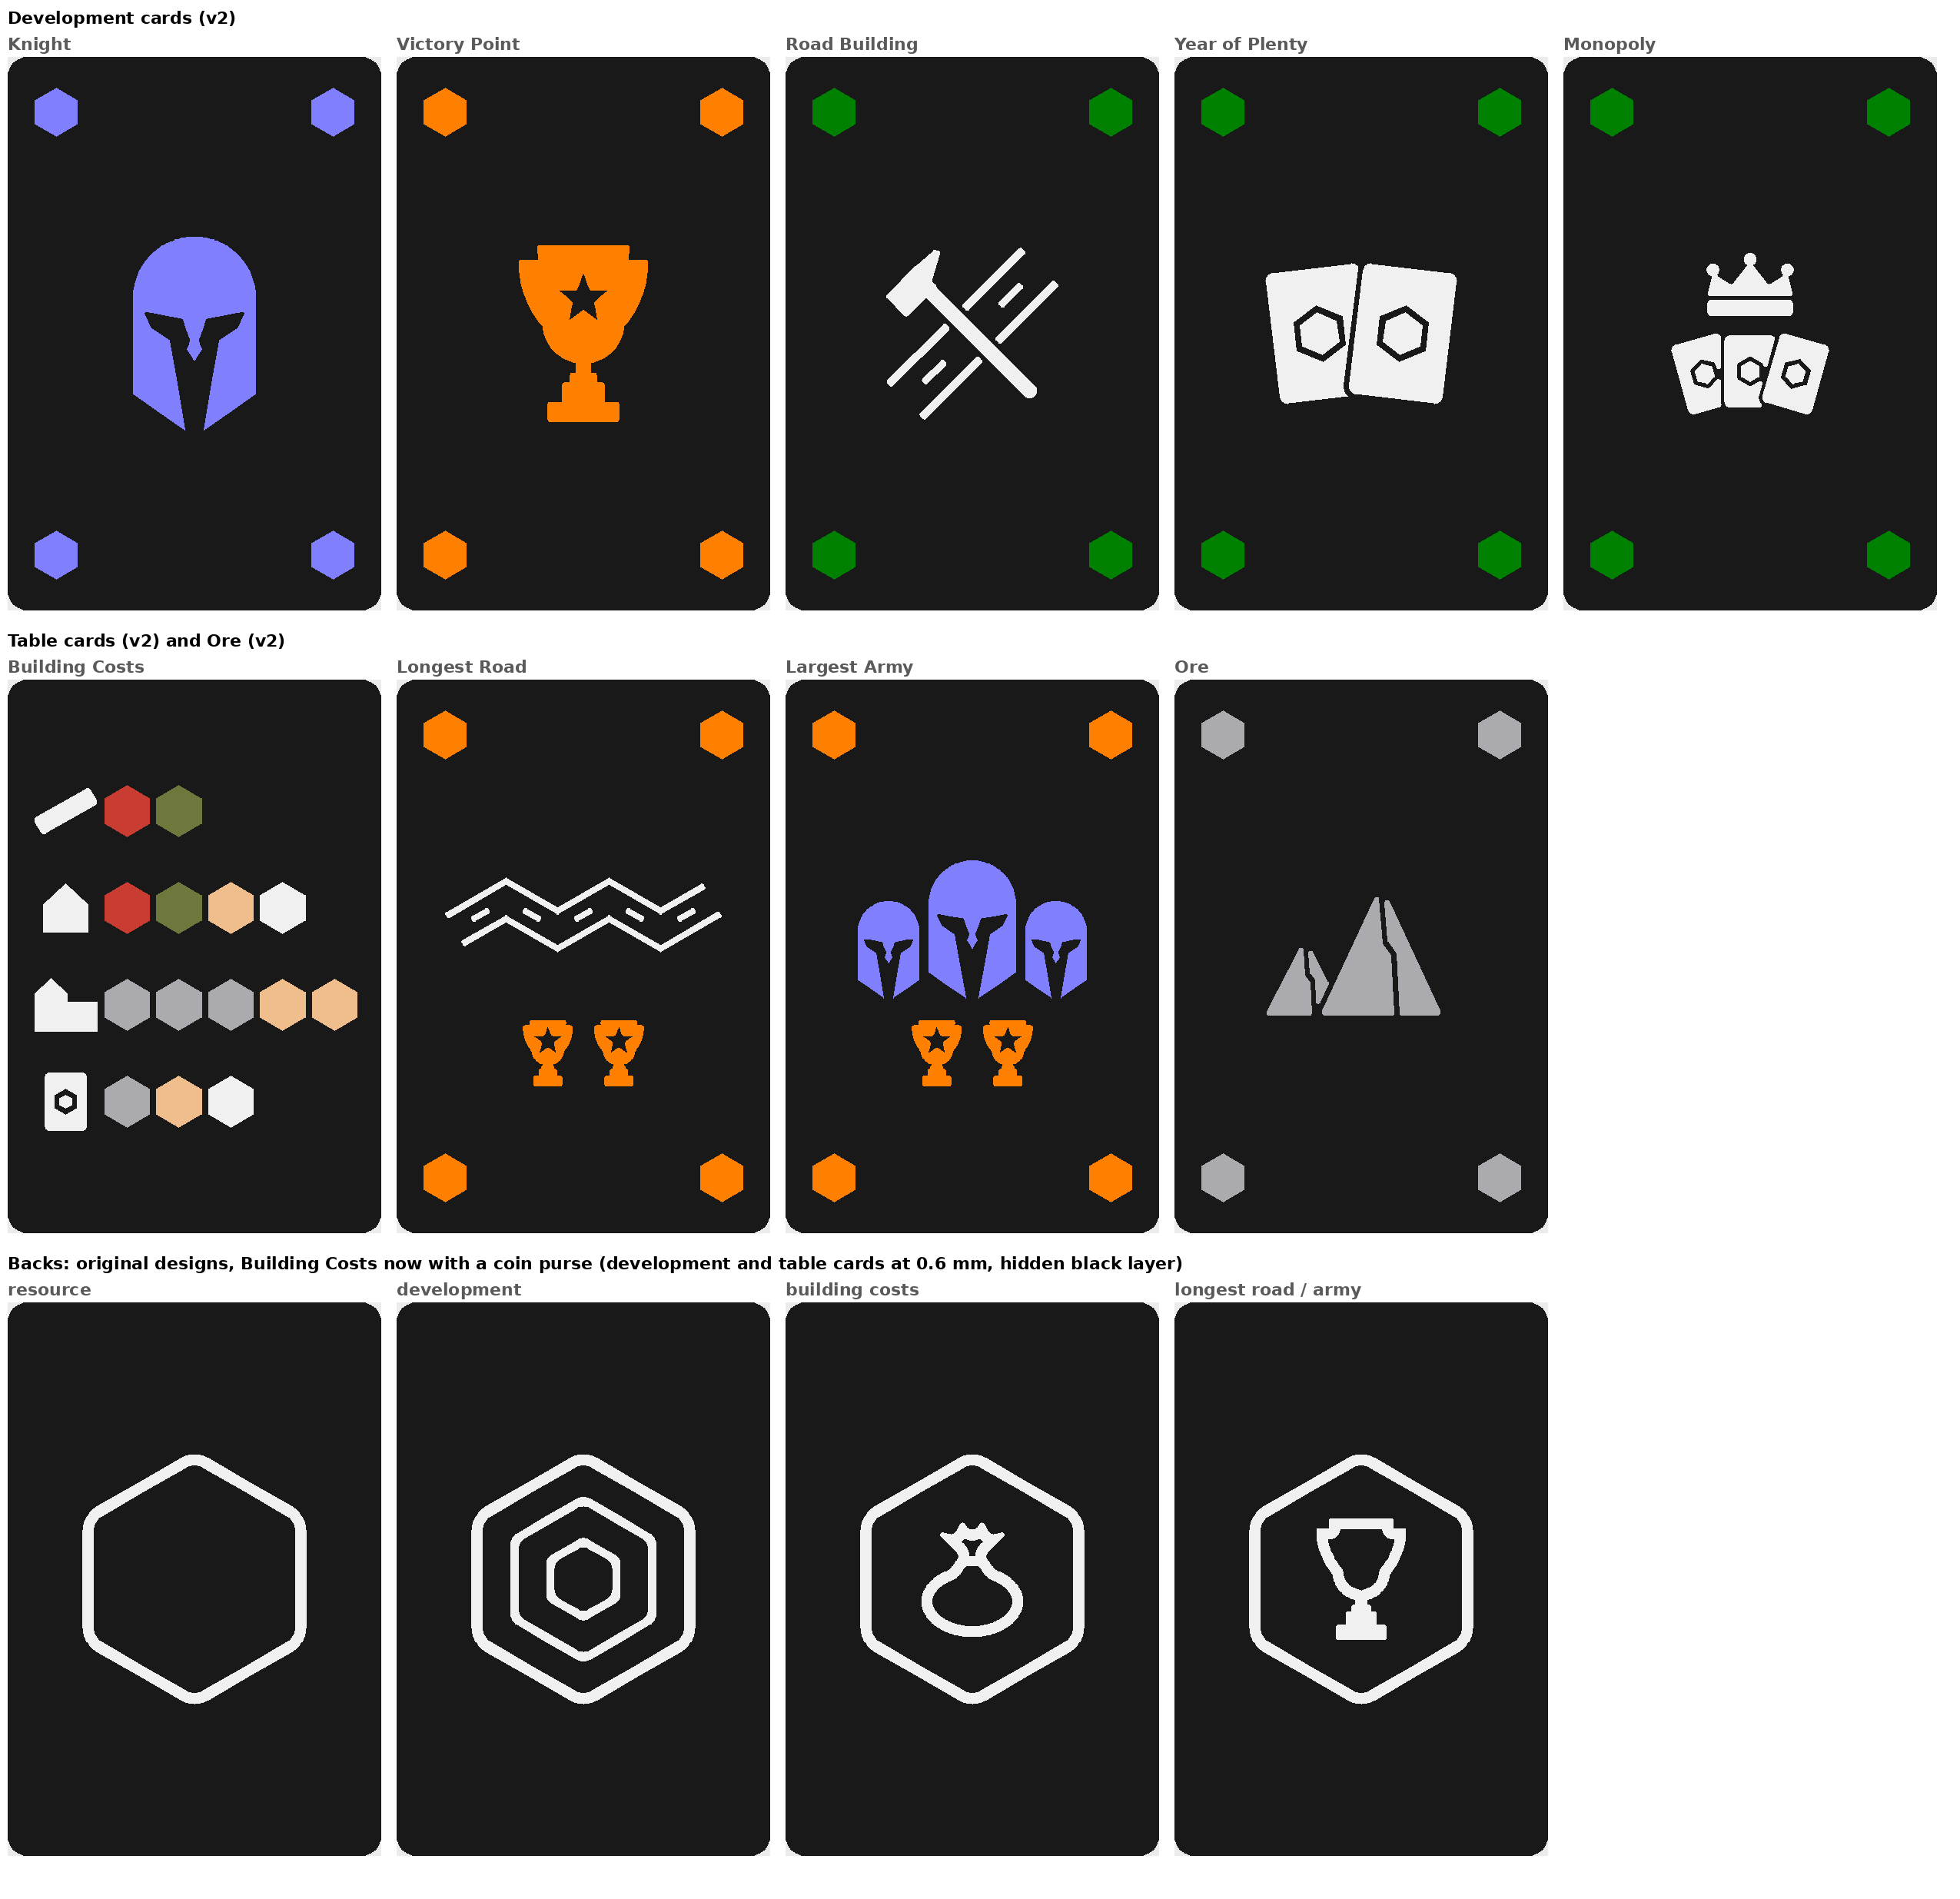 Development cards (v2)
Knight
Victory Point
Road Building
Year of Plenty
Monopoly
Table cards (v2) and Ore (v2)
Building Costs
Longest Road
Largest Army
Ore
Backs: original designs, Building Costs now with a coin purse (development and table cards at 0.6 mm, hidden black layer)
resource
development
building costs
longest road / army